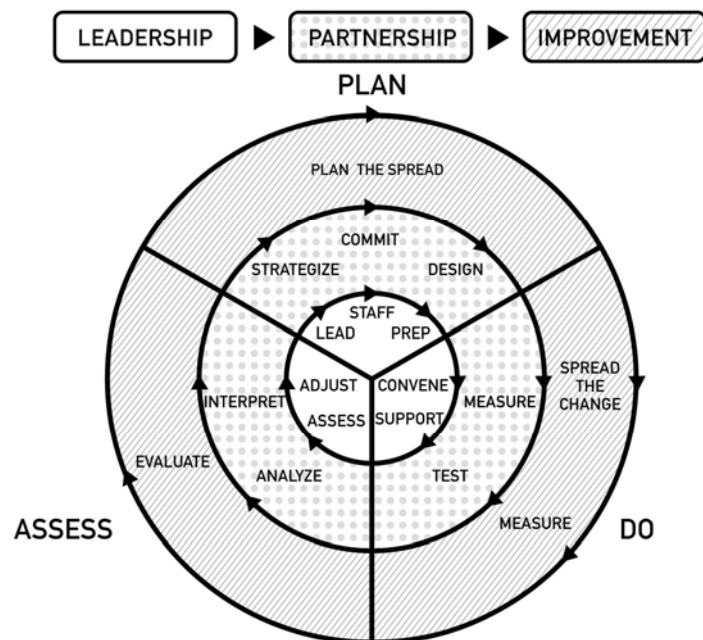 LEADERSHIP
PARTNERSHIP
IMPROVEMENT
PLAN
PLAN THE SPREAD
COMMIT
STRATEGIZE
DESIGN
STAFF
LEAD
PREP
ADJUST
CONVENE
INTERPRET
MEASURE
SPREAD
THE
CHANGE
ASSESS
SUPPORT
EVALUATE
ANALYZE
TEST
MEASURE
ASSESS
DO